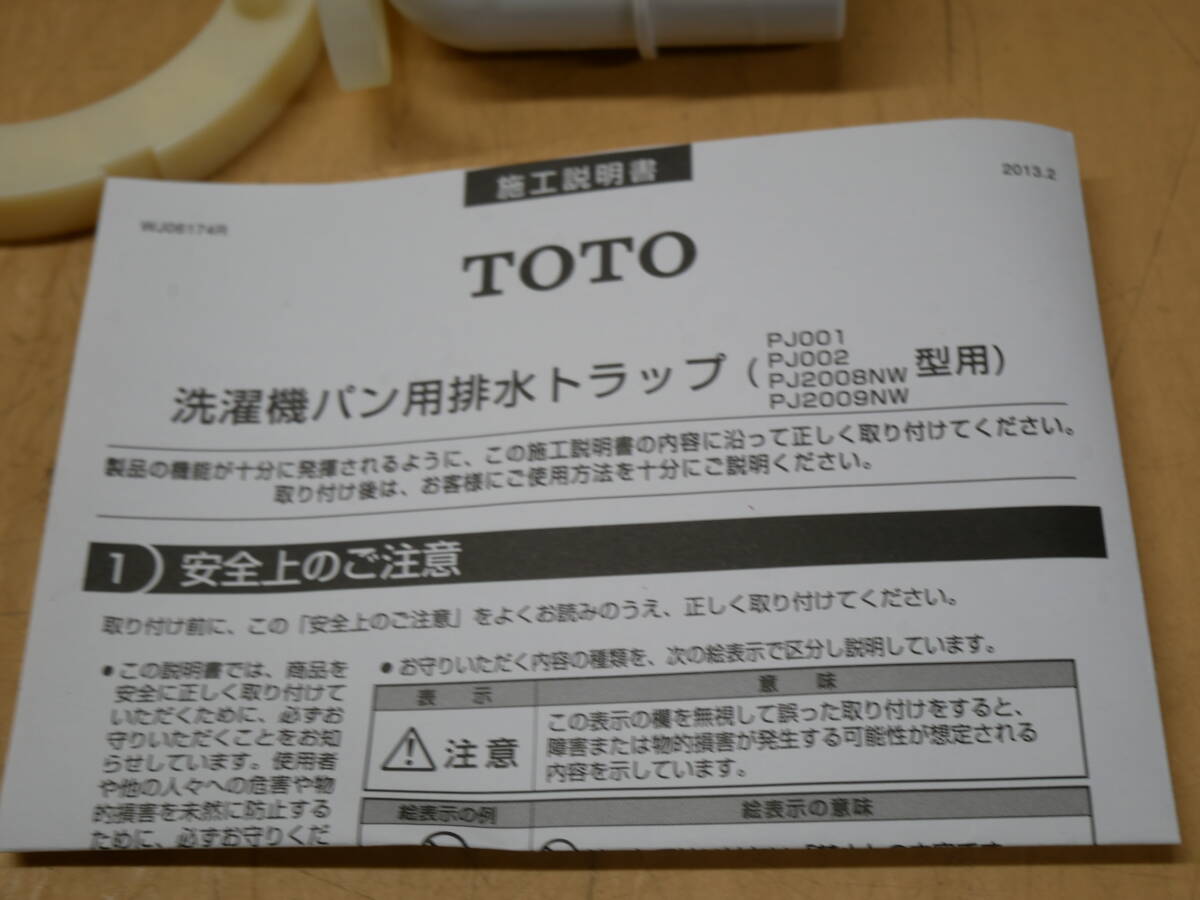 施工説明書
2013.2
WJ06174R
TOTO
洗濯機パン用排水トラップ(PJ001 PJ002 PJ2008NW PJ2009NW 型用)
製品の機能が十分に発揮されるように、この施工説明書の内容に沿って正しく取り付けてください。
取り付け後は、お客様にご使用方法を十分にご説明ください。
1) 安全上のご注意
取り付け前に、この「安全上のご注意」をよくお読みのうえ、正しく取り付けてください。
●この説明書では、商品を
安全に正しく取り付けて
いただくために、必ずお
守りいただくことをお知
らせしています。使用者
や他の人々への危害や物
的損害を未然に防止する
ために、必ずお守りくだ
●お守りいただく内容の種類を、次の絵表示で区分し説明しています。
表 示 意 味
注意
この表示の欄を無視して誤った取り付けをすると、
障害または物的損害が発生する可能性が想定される
内容を示しています。
絵表示の例 絵表示の意味